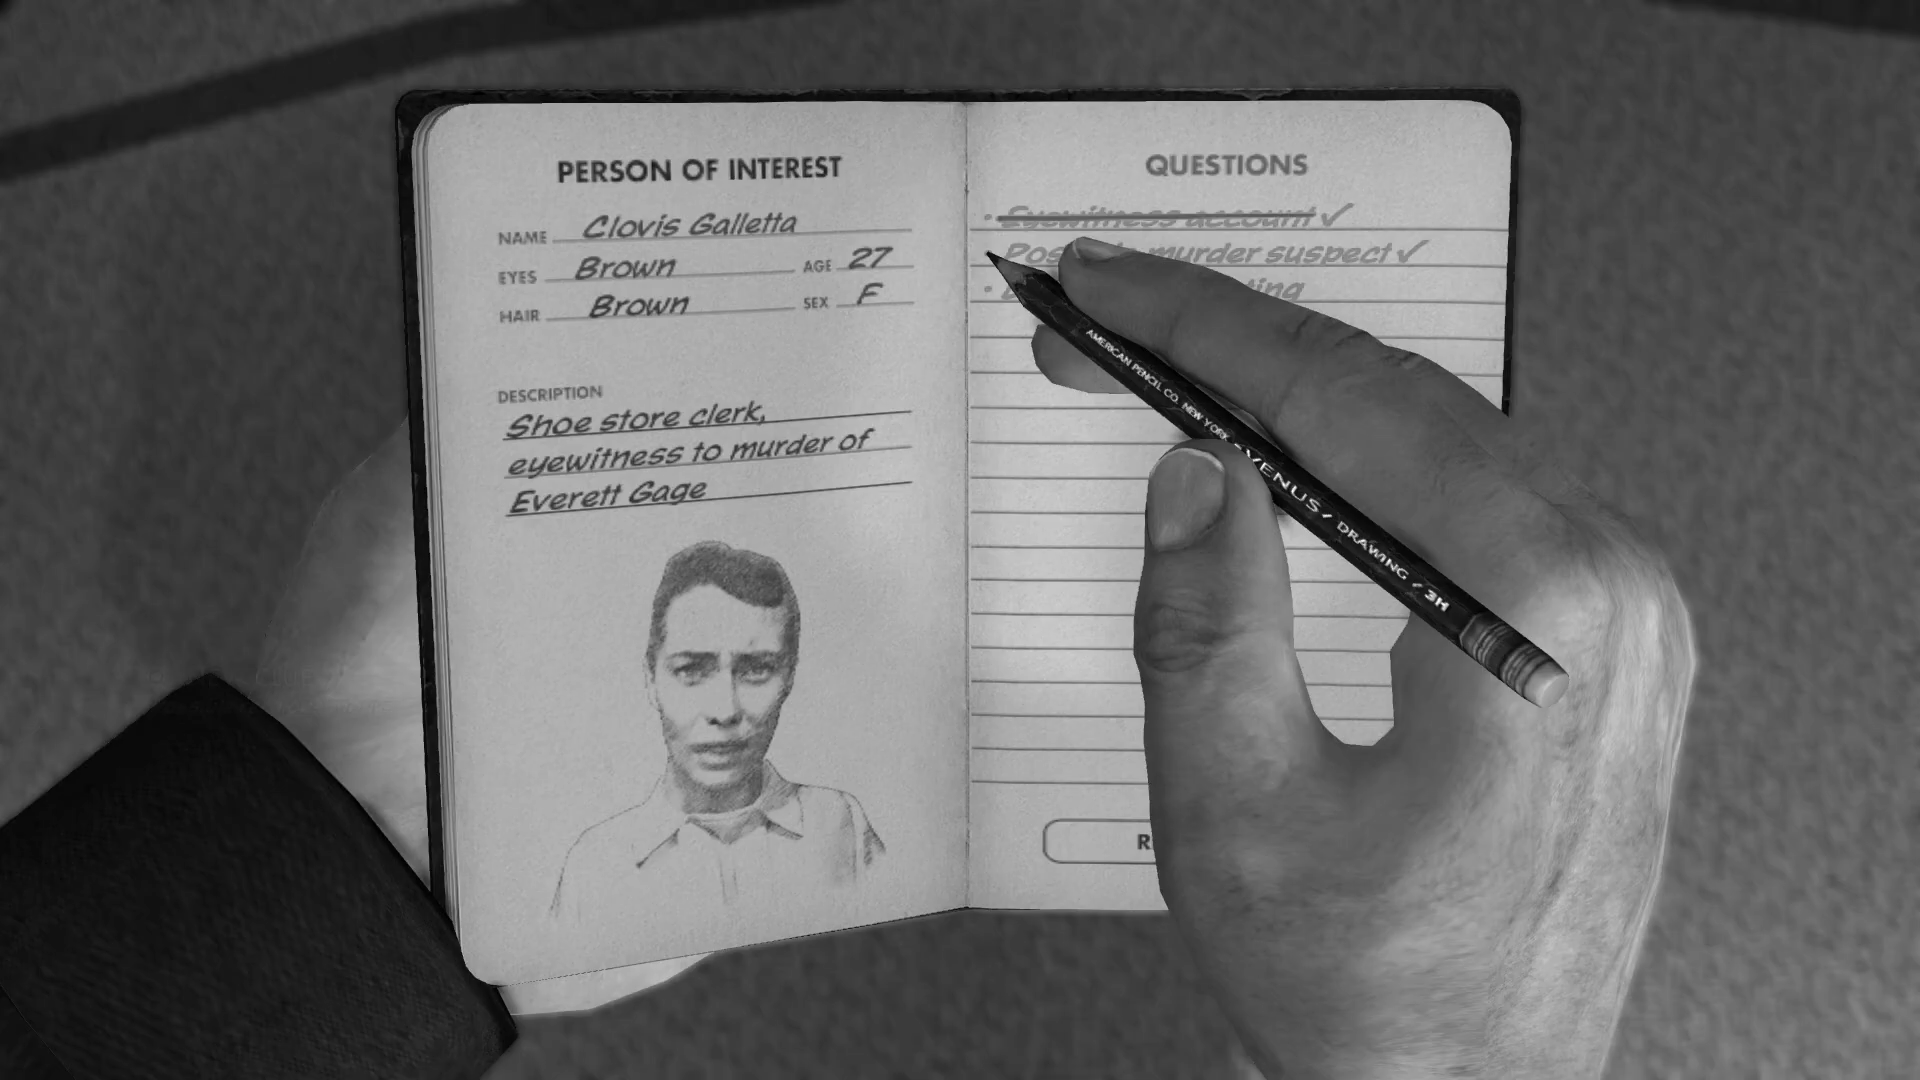 PERSON OF INTEREST
NAME Clovis Galletta
EYES Brown AGE 27
HAIR Brown SEX F
DESCRIPTION
Shoe store clerk,
eyewitness to murder of
Everett Gage
QUESTIONS
• Eyewitness account ✓
murder suspect ✓
•
AMERICAN PENCIL CO. NEW YORK VENUS / DRAWING / 3H